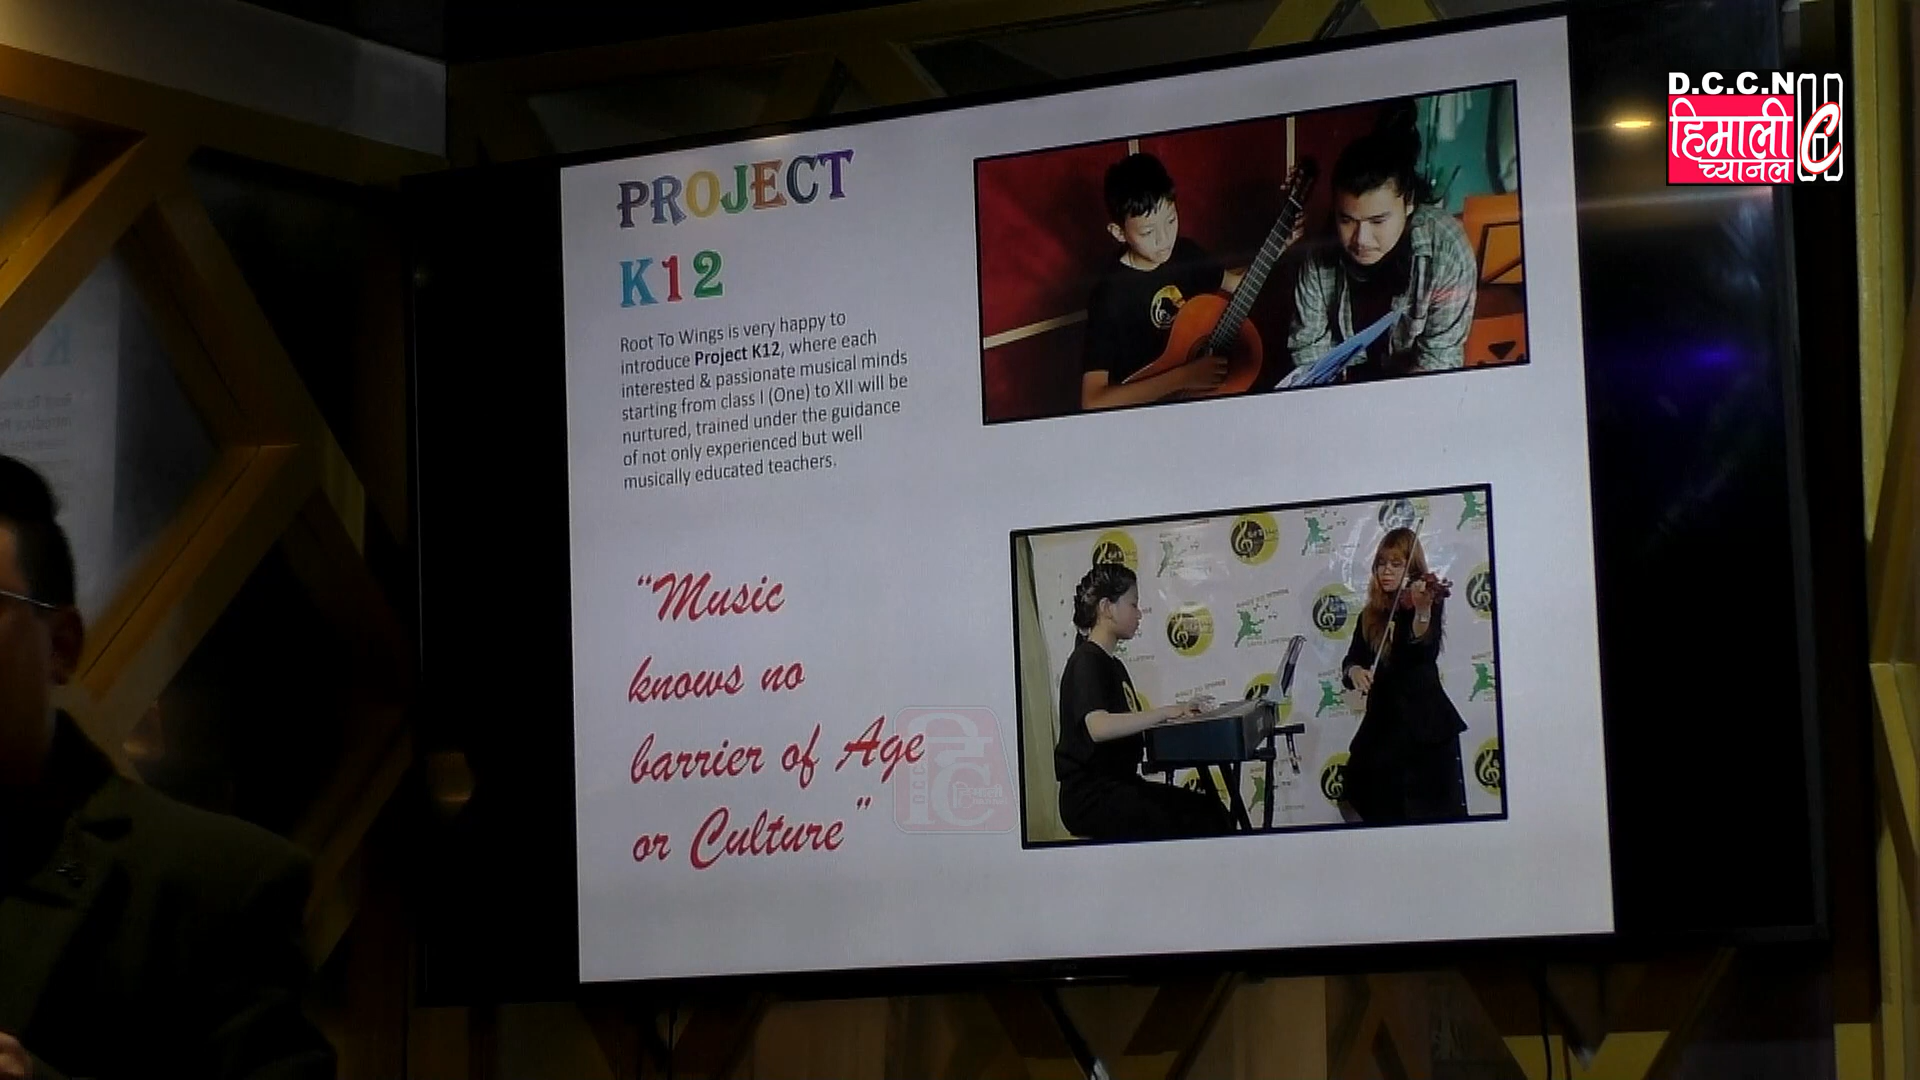 D.C.C.N
हिमाली
च्यानल
PROJECT
K12
Root To Wings is very happy to
introduce Project K12, where each
interested & passionate musical minds
starting from class I (One) to XII will be
nurtured, trained under the guidance
of not only experienced but well
musically educated teachers.
“Music
knows no
barrier of Age
or Culture”